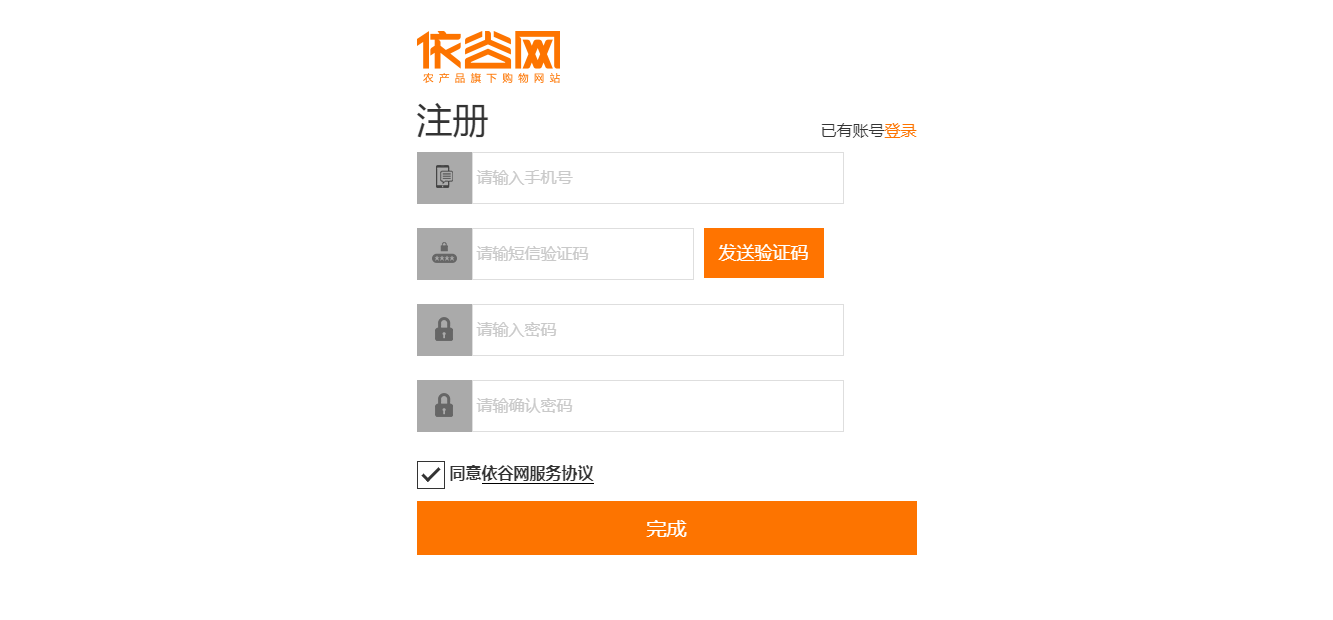 依谷网
农产品旗下购物网站
注册
已有账号登录
请输入手机号
请输短信验证码
发送验证码
请输入密码
请输确认密码
同意依谷网服务协议
完成